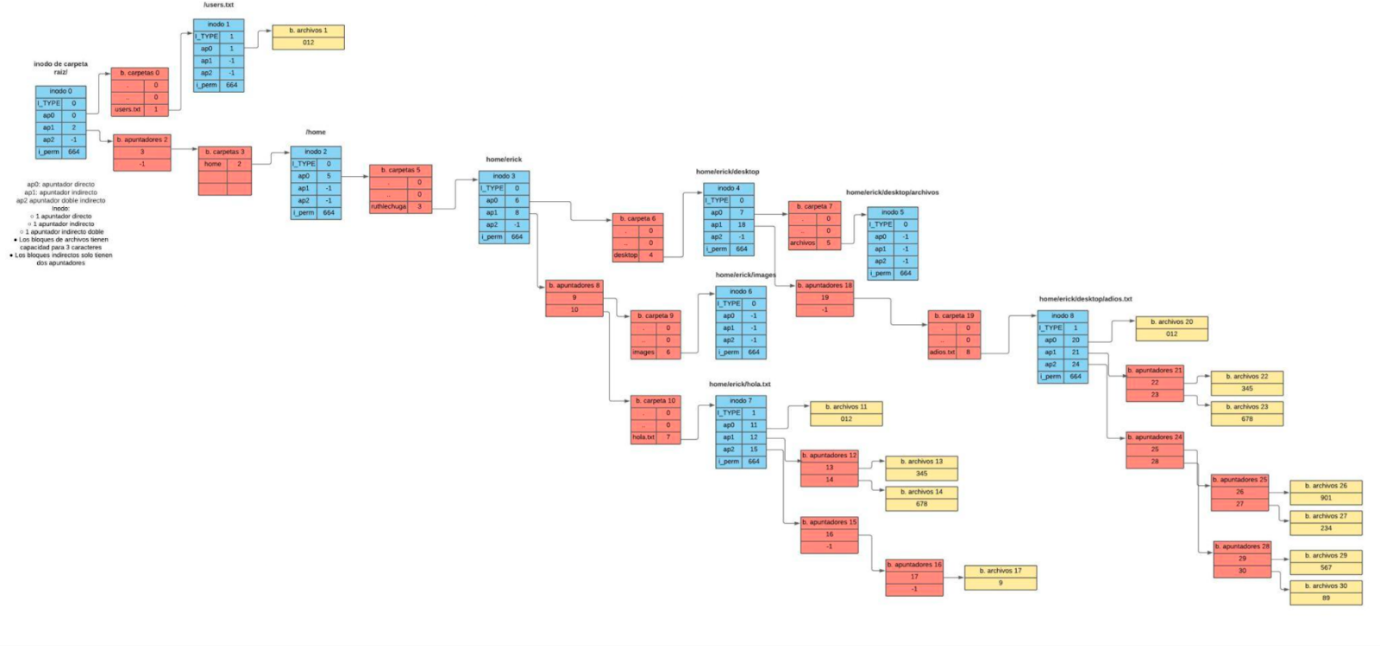 /users.txt
inodo 1
I_TYPE 1
ap0 1
ap1 -1
ap2 -1
i_perm 664
b. archivos 1
012
inodo de carpeta
raiz/
inodo 0
I_TYPE 0
ap0 0
ap1 2
ap2 -1
i_perm 664
b. carpetas 0
. 0
.. 0
users.txt 1
b. apuntadores 2
3
-1
b. carpetas 3
home 2
/home
inodo 2
I_TYPE 0
ap0 5
ap1 -1
ap2 -1
i_perm 664
b. carpetas 5
. 0
.. 0
ruthlechuga 3
ap0: apuntador directo
ap1: apuntador indirecto
ap2 apuntador doble indirecto
Inodo:
○ 1 apuntador directo
○ 1 apuntador indirecto
○ 1 apuntador indirecto doble
● Los bloques de archivos tienen
capacidad para 3 caracteres
● Los bloques indirectos solo tienen
dos apuntadores
home/erick
inodo 3
I_TYPE 0
ap0 6
ap1 8
ap2 -1
i_perm 664
b. carpeta 6
. 0
.. 0
desktop 4
home/erick/desktop
inodo 4
I_TYPE 0
ap0 7
ap1 18
ap2 -1
i_perm 664
b. carpeta 7
. 0
.. 0
archivos 5
home/erick/desktop/archivos
inodo 5
I_TYPE 0
ap0 -1
ap1 -1
ap2 -1
i_perm 664
b. apuntadores 8
9
10
b. carpeta 9
. 0
.. 0
images 6
home/erick/images
inodo 6
I_TYPE 0
ap0 -1
ap1 -1
ap2 -1
i_perm 664
b. apuntadores 18
19
-1
b. carpeta 19
. 0
.. 0
adios.txt 8
home/erick/desktop/adios.txt
inodo 8
I_TYPE 1
ap0 20
ap1 21
ap2 24
i_perm 664
b. archivos 20
012
b. apuntadores 21
22
23
b. archivos 22
345
b. archivos 23
678
b. apuntadores 24
25
28
b. apuntadores 25
26
27
b. archivos 26
901
b. archivos 27
234
b. apuntadores 28
29
30
b. archivos 29
567
b. archivos 30
89
b. carpeta 10
. 0
.. 0
hola.txt 7
home/erick/hola.txt
inodo 7
I_TYPE 1
ap0 11
ap1 12
ap2 15
i_perm 664
b. archivos 11
012
b. apuntadores 12
13
14
b. archivos 13
345
b. archivos 14
678
b. apuntadores 15
16
-1
b. apuntadores 16
17
-1
b. archivos 17
9